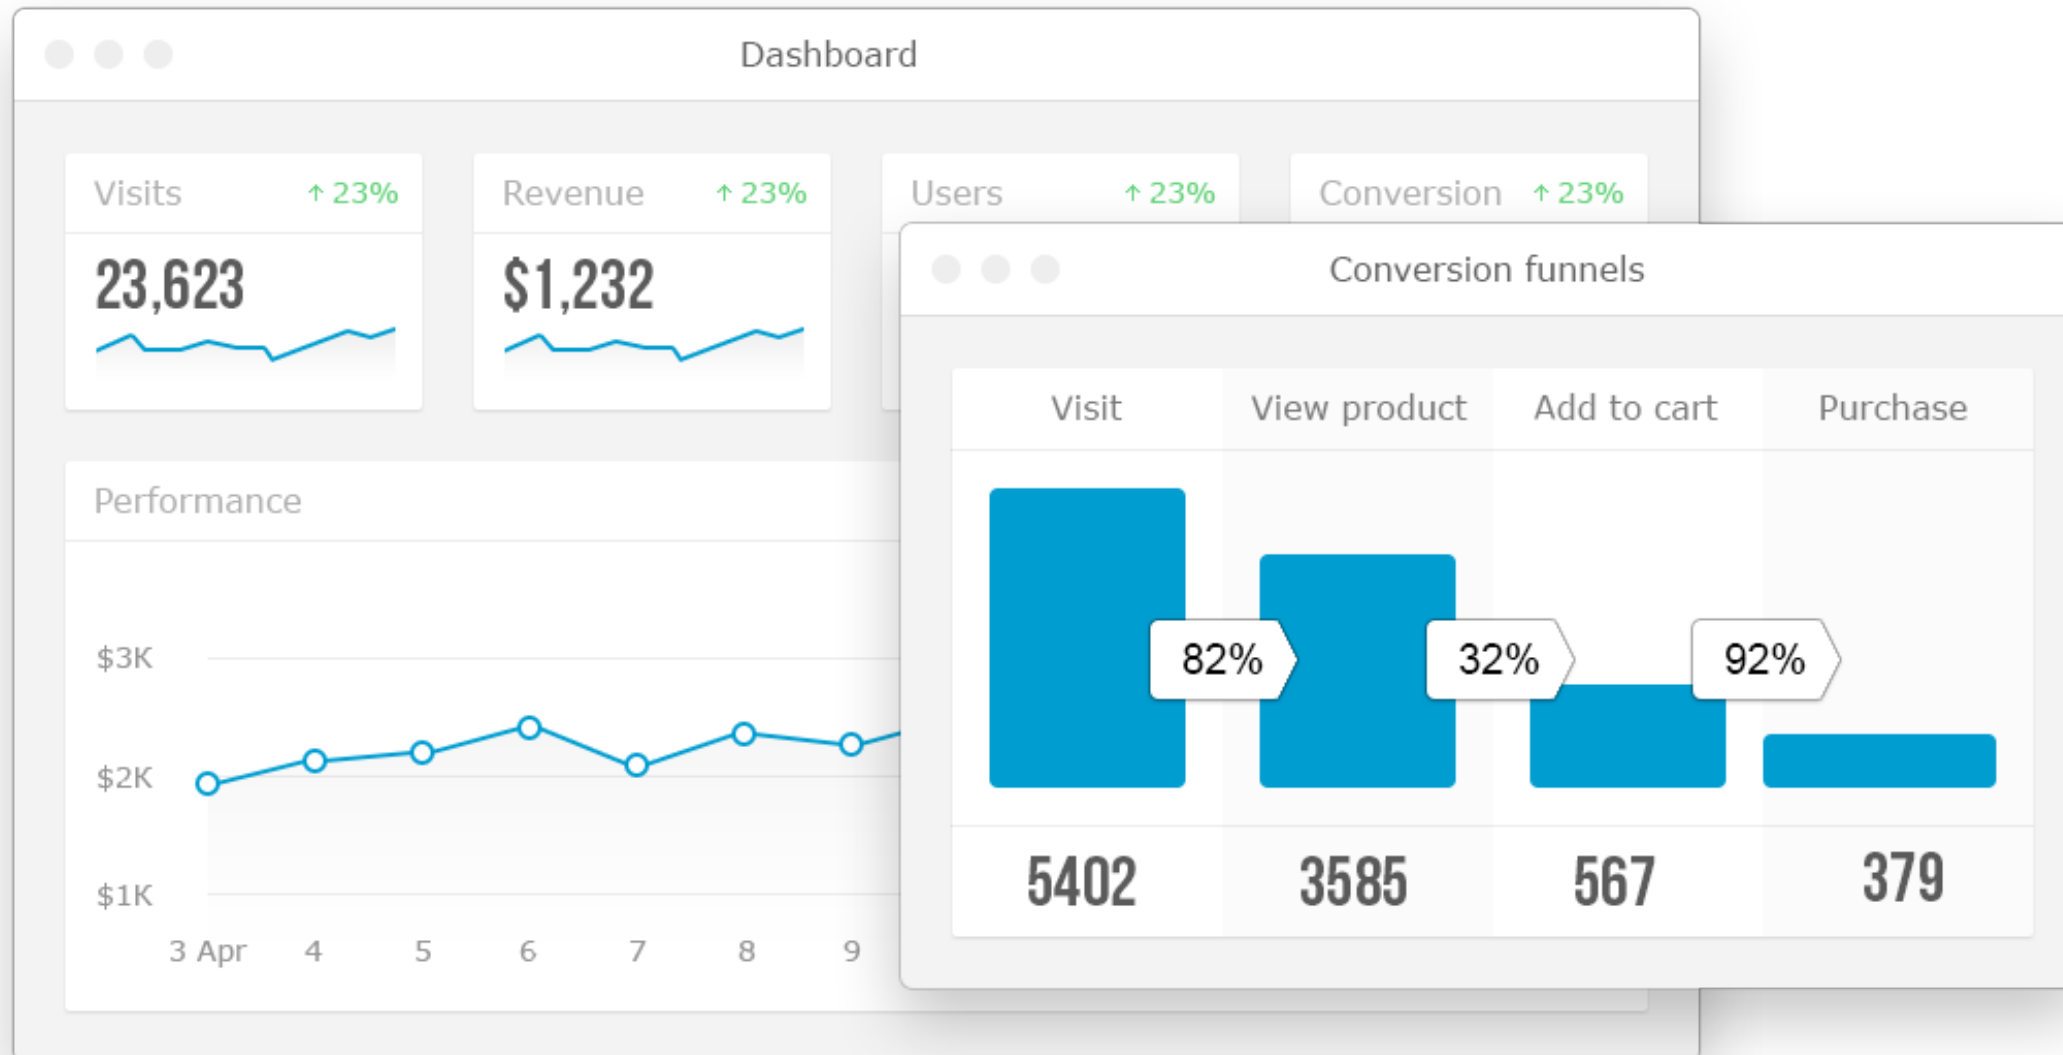 Dashboard
Visits ↑ 23%
23,623
Revenue ↑ 23%
$1,232
Users ↑ 23%
Conversion ↑ 23%
Performance
$3K
$2K
$1K
3 Apr 4 5 6 7 8 9
Conversion funnels
Visit View product Add to cart Purchase
82% 32% 92%
5402 3585 567 379